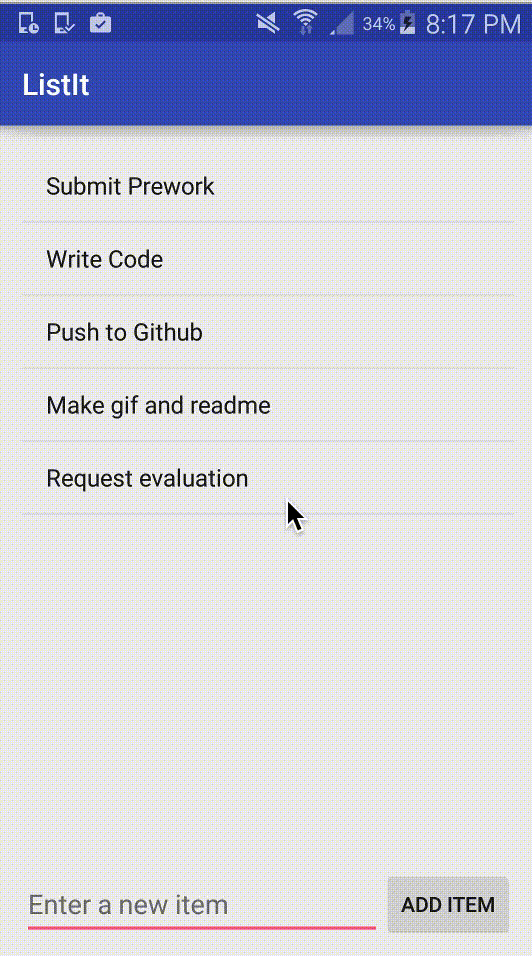 34% 8:17 PM
ListIt
Submit Prework
Write Code
Push to Github
Make gif and readme
Request evaluation
Enter a new item
ADD ITEM